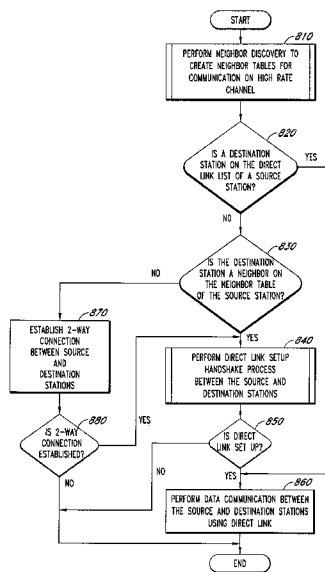 START
810
PERFORM NEIGHBOR DISCOVERY TO
CREATE NEIGHBOR TABLES FOR
COMMUNICATION ON HIGH RATE
CHANNEL
820
IS A DESTINATION
STATION ON THE DIRECT
LINK LIST OF A SOURCE
STATION?
YES
NO
830
IS THE DESTINATION
STATION A NEIGHBOR ON
THE NEIGHBOR TABLE
OF THE SOURCE STATION?
NO
YES
870
ESTABLISH 2-WAY
CONNECTION
BETWEEN SOURCE
AND
DESTINATION
STATIONS
840
PERFORM DIRECT LINK SETUP
HANDSHAKE PROCESS
BETWEEN THE SOURCE AND
DESTINATION STATIONS
880
IS 2-WAY
CONNECTION
ESTABLISHED?
YES
NO
850
IS DIRECT
LINK SET UP?
NO
YES
860
PERFORM DATA COMMUNICATION BETWEEN
THE SOURCE AND DESTINATION STATIONS
USING DIRECT LINK
END